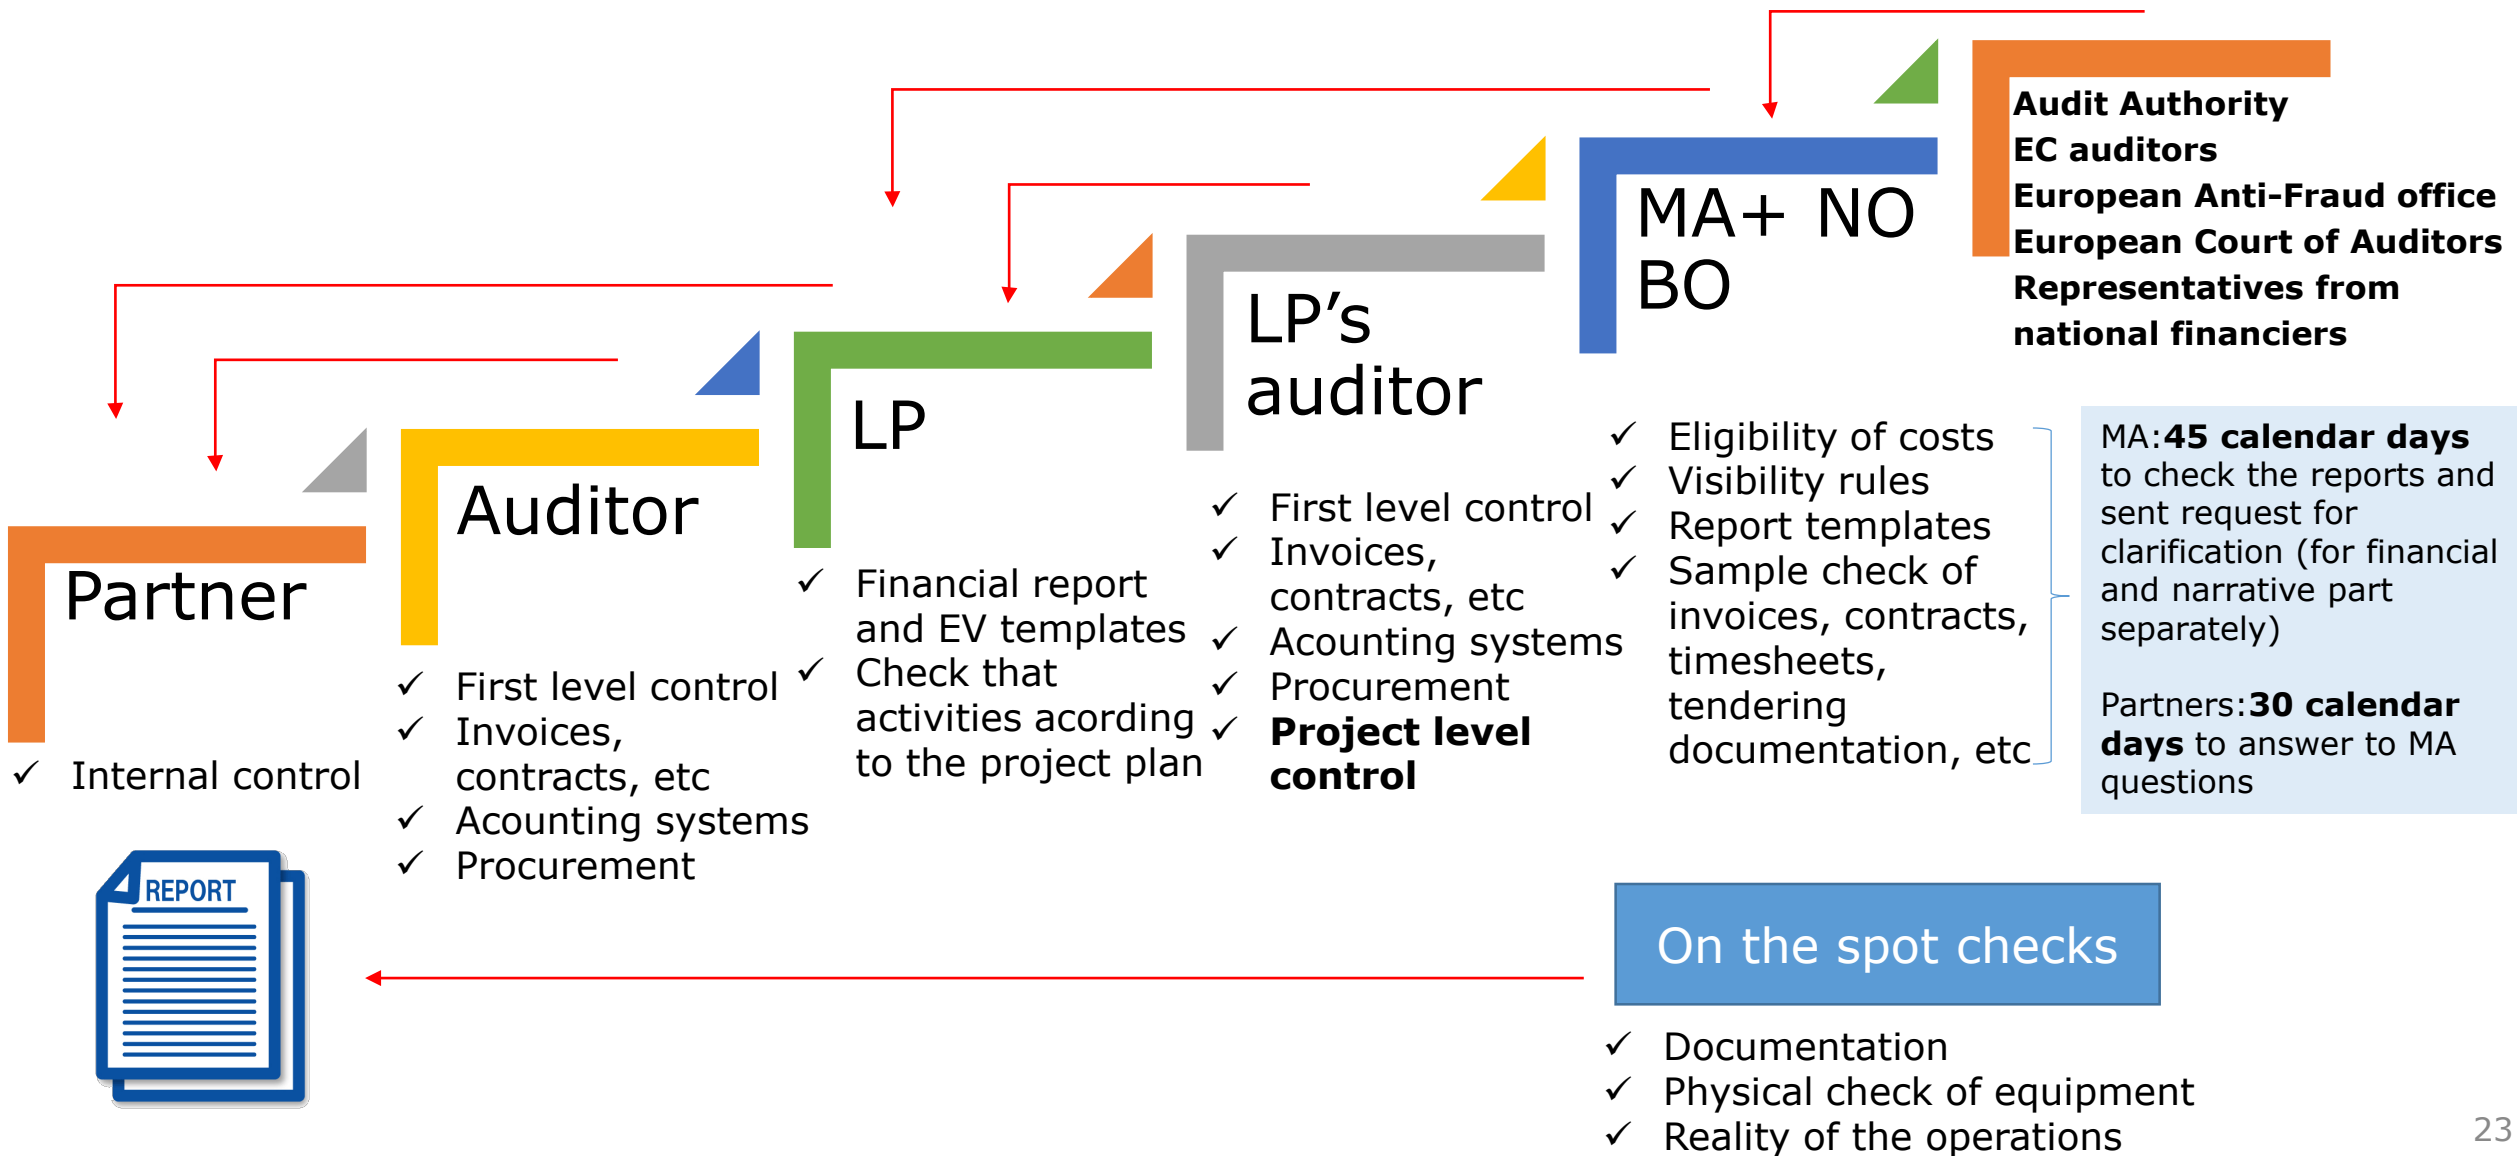 Partner
✓ Internal control
REPORT
Auditor
✓ First level control
✓ Invoices,
contracts, etc
✓ Acounting systems
✓ Procurement
LP
✓ Financial report
and EV templates
✓ Check that
activities acording
to the project plan
LP’s
auditor
✓ First level control
✓ Invoices,
contracts, etc
✓ Acounting systems
✓ Procurement
✓ Project level
control
MA+ NO
BO
✓ Eligibility of costs
✓ Visibility rules
✓ Report templates
✓ Sample check of
invoices, contracts,
timesheets,
tendering
documentation, etc
Audit Authority
EC auditors
European Anti-Fraud office
European Court of Auditors
Representatives from
national financiers
MA:45 calendar days
to check the reports and
sent request for
clarification (for financial
and narrative part
separately)
Partners:30 calendar
days to answer to MA
questions
On the spot checks
✓ Documentation
✓ Physical check of equipment
✓ Reality of the operations
23